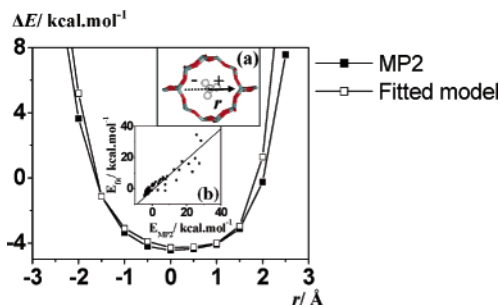 ΔE/ kcal.mol⁻¹
8
4
0
-4
-3 -2 -1 0 1 2 3
r/ Å
MP2
Fitted model
(a)
- +
r
40
20
0
0 20 40
E_fit/ kcal.mol⁻¹
E_MP2/ kcal.mol⁻¹
(b)